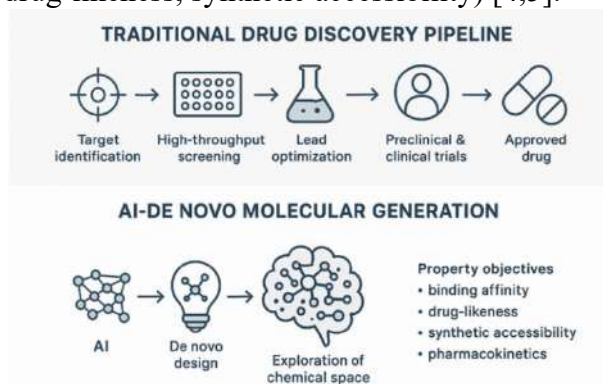 drug-likeness, synthetic accessibility) [4,5].
TRADITIONAL DRUG DISCOVERY PIPELINE
Target
identification
High-throughput
screening
Lead
optimization
Preclinical &
clinical trials
Approved
drug
AI-DE NOVO MOLECULAR GENERATION
AI
De novo
design
Exploration of
chemical space
Property objectives
• binding affinity
• drug-likeness
• synthetic accessibility
• pharmacokinetics